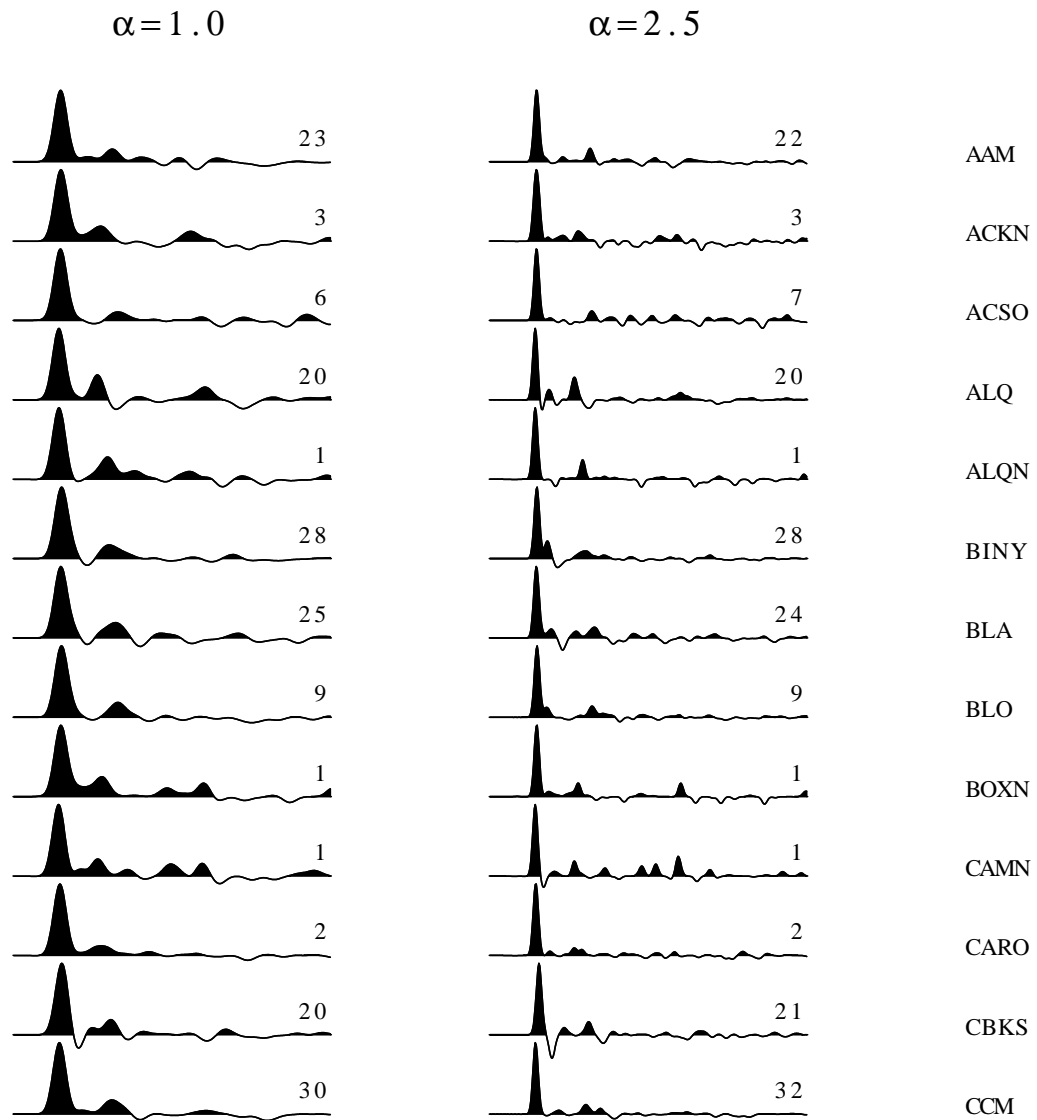 α=1.0 α=2.5
23 22 AAM
3 3 ACKN
6 7 ACSO
20 20 ALQ
1 1 ALQN
28 28 BINY
25 24 BLA
9 9 BLO
1 1 BOXN
1 1 CAMN
2 2 CARO
20 21 CBKS
30 32 CCM